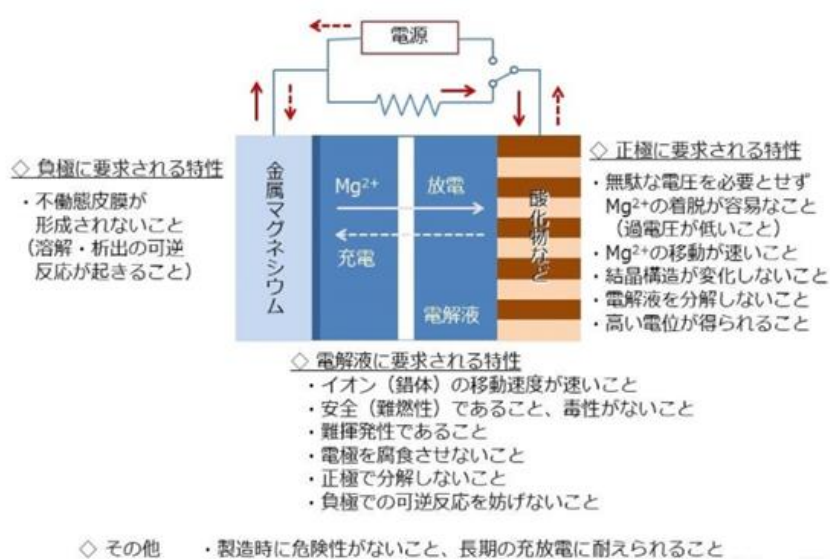 電源
◇ 負極に要求される特性
・不働態皮膜が
形成されないこと
（溶解・析出の可逆
反応が起きること）
金属マグネシウム
Mg²⁺
放電
充電
電解液
酸化物など
◇ 正極に要求される特性
・無駄な電圧を必要とせず
Mg²⁺の着脱が容易なこと
（過電圧が低いこと）
・Mg²⁺の移動が速いこと
・結晶構造が変化しないこと
・電解液を分解しないこと
・高い電位が得られること
◇ 電解液に要求される特性
・イオン（錯体）の移動速度が速いこと
・安全（難燃性）であること、毒性がないこと
・難揮発性であること
・電極を腐食させないこと
・正極で分解しないこと
・負極での可逆反応を妨げないこと
◇ その他　・製造時に危険性がないこと、長期の充放電に耐えられること